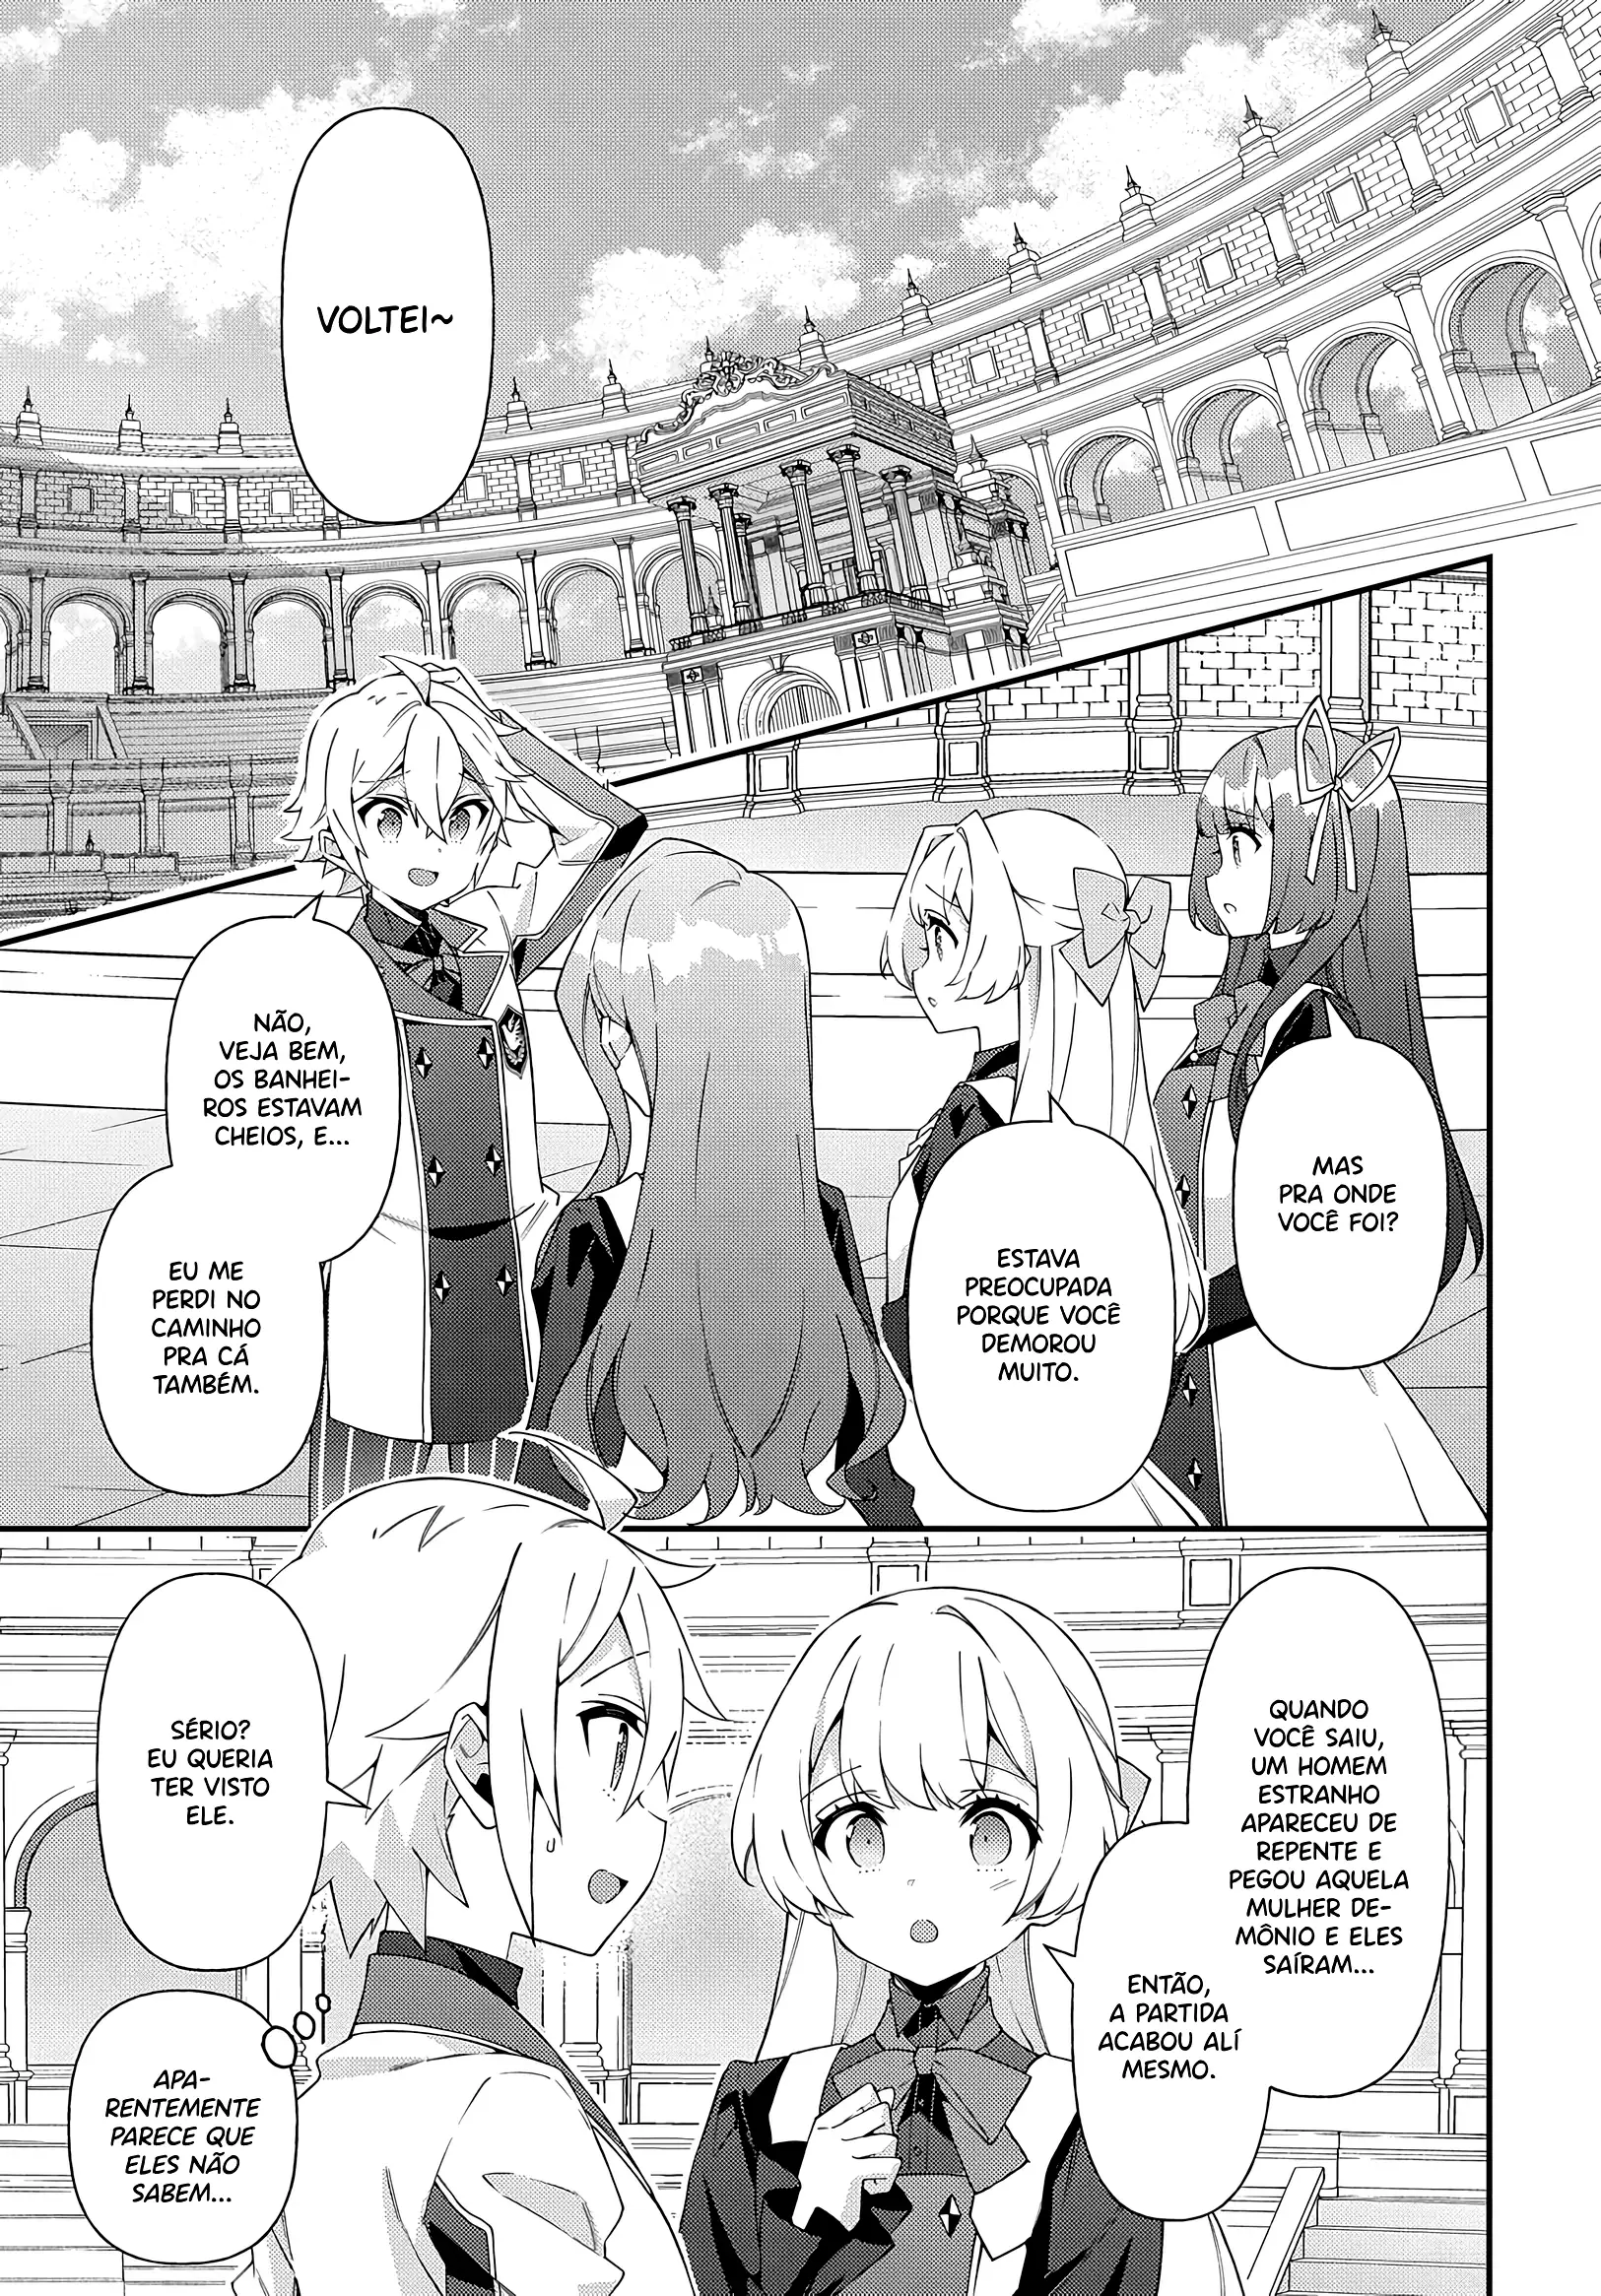 VOLTEI~
MAS
PRA ONDE
VOCÊ FOI?
ESTAVA
PREOCUPADA
PORQUE VOCÊ
DEMOROU
MUITO.
NÃO,
VEJA BEM,
OS BANHEI-
ROS ESTAVAM
CHEIOS, E...
EU ME
PERDI NO
CAMINHO
PRA CÁ
TAMBÉM.
QUANDO
VOCÊ SAIU,
UM HOMEM
ESTRANHO
APARECEU DE
REPENTE E
PEGOU AQUELA
MULHER DE-
MÔNIO E ELES
SAÍRAM...
ENTÃO,
A PARTIDA
ACABOU ALÍ
MESMO.
SÉRIO?
EU QUERIA
TER VISTO
ELE.
APA-
RENTEMENTE
PARECE QUE
ELES NÃO
SABEM...